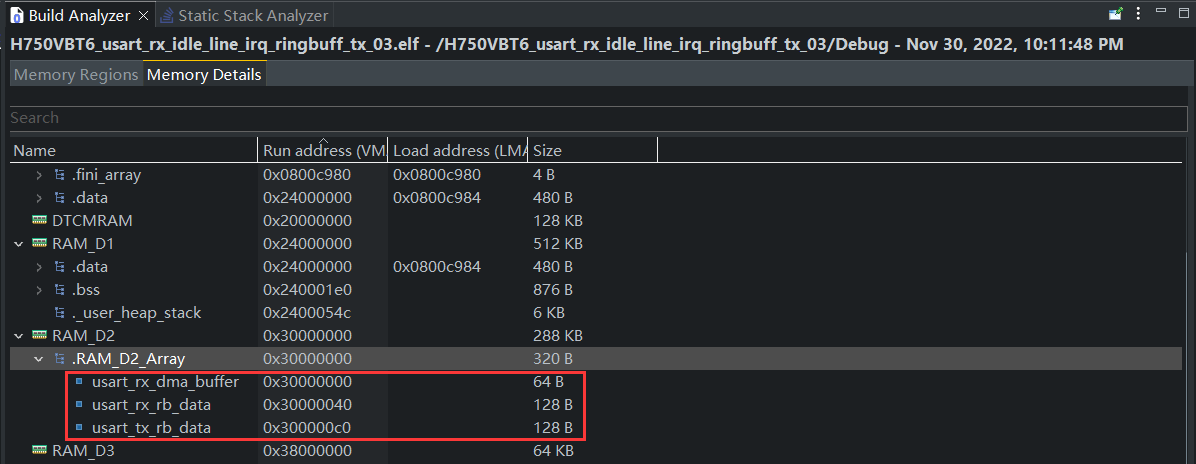 Build Analyzer Static Stack Analyzer
H750VBT6_usart_rx_idle_line_irq_ringbuff_tx_03.elf - /H750VBT6_usart_rx_idle_line_irq_ringbuff_tx_03/Debug - Nov 30, 2022, 10:11:48 PM
Memory Regions Memory Details
Search
Name Run address (VM Load address (LMA Size
.fini_array 0x0800c980 0x0800c980 4 B
.data 0x24000000 0x0800c984 480 B
DTCMRAM 0x20000000 128 KB
RAM_D1 0x24000000 512 KB
.data 0x24000000 0x0800c984 480 B
.bss 0x240001e0 876 B
._user_heap_stack 0x2400054c 6 KB
RAM_D2 0x30000000 288 KB
.RAM_D2_Array 0x30000000 320 B
usart_rx_dma_buffer 0x30000000 64 B
usart_rx_rb_data 0x30000040 128 B
usart_tx_rb_data 0x300000c0 128 B
RAM_D3 0x38000000 64 KB